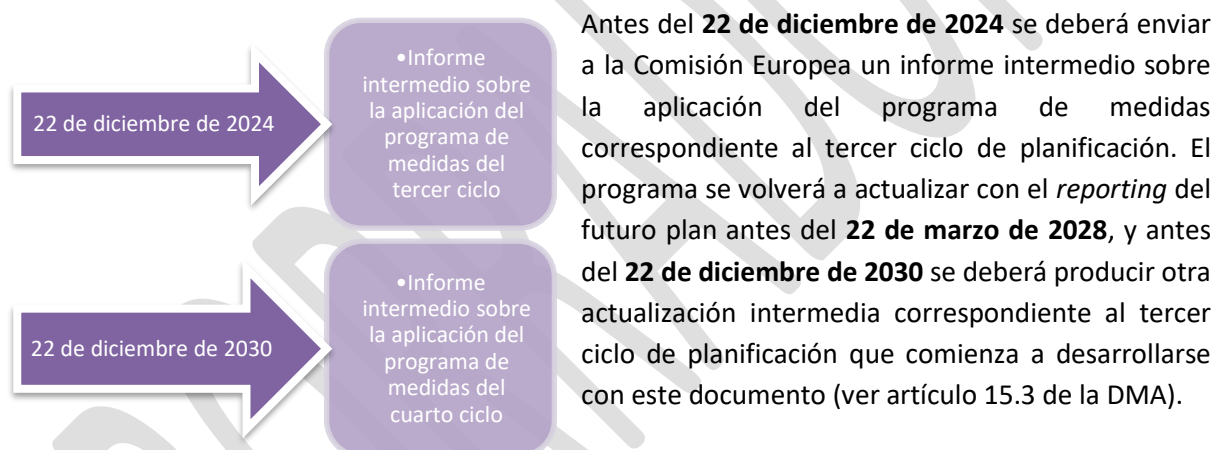 22 de diciembre de 2024
•Informe
intermedio sobre
la aplicación del
programa de
medidas del
tercer ciclo
22 de diciembre de 2030
•Informe
intermedio sobre
la aplicación del
programa de
medidas del
cuarto ciclo
Antes del 22 de diciembre de 2024 se deberá enviar
a la Comisión Europea un informe intermedio sobre
la aplicación del programa de medidas
correspondiente al tercer ciclo de planificación. El
programa se volverá a actualizar con el reporting del
futuro plan antes del 22 de marzo de 2028, y antes
del 22 de diciembre de 2030 se deberá producir otra
actualización intermedia correspondiente al tercer
ciclo de planificación que comienza a desarrollarse
con este documento (ver artículo 15.3 de la DMA).